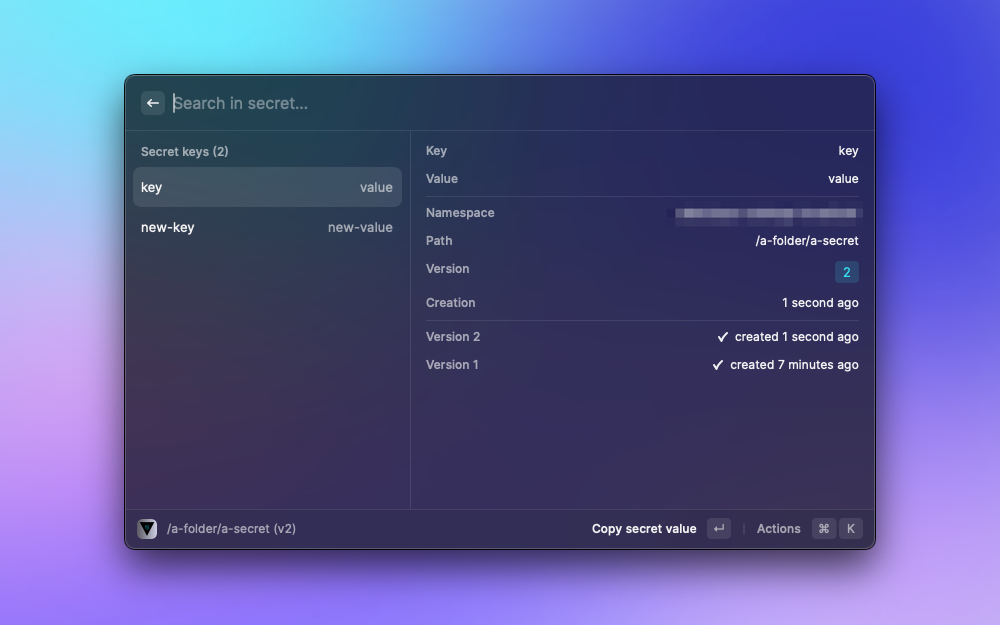 Search in secret...
Secret keys (2)
key value
new-key new-value
Key key
Value value
Namespace
Path /a-folder/a-secret
Version 2
Creation 1 second ago
Version 2 ✓ created 1 second ago
Version 1 ✓ created 7 minutes ago
/a-folder/a-secret (v2)
Copy secret value ↵ | Actions ⌘ K